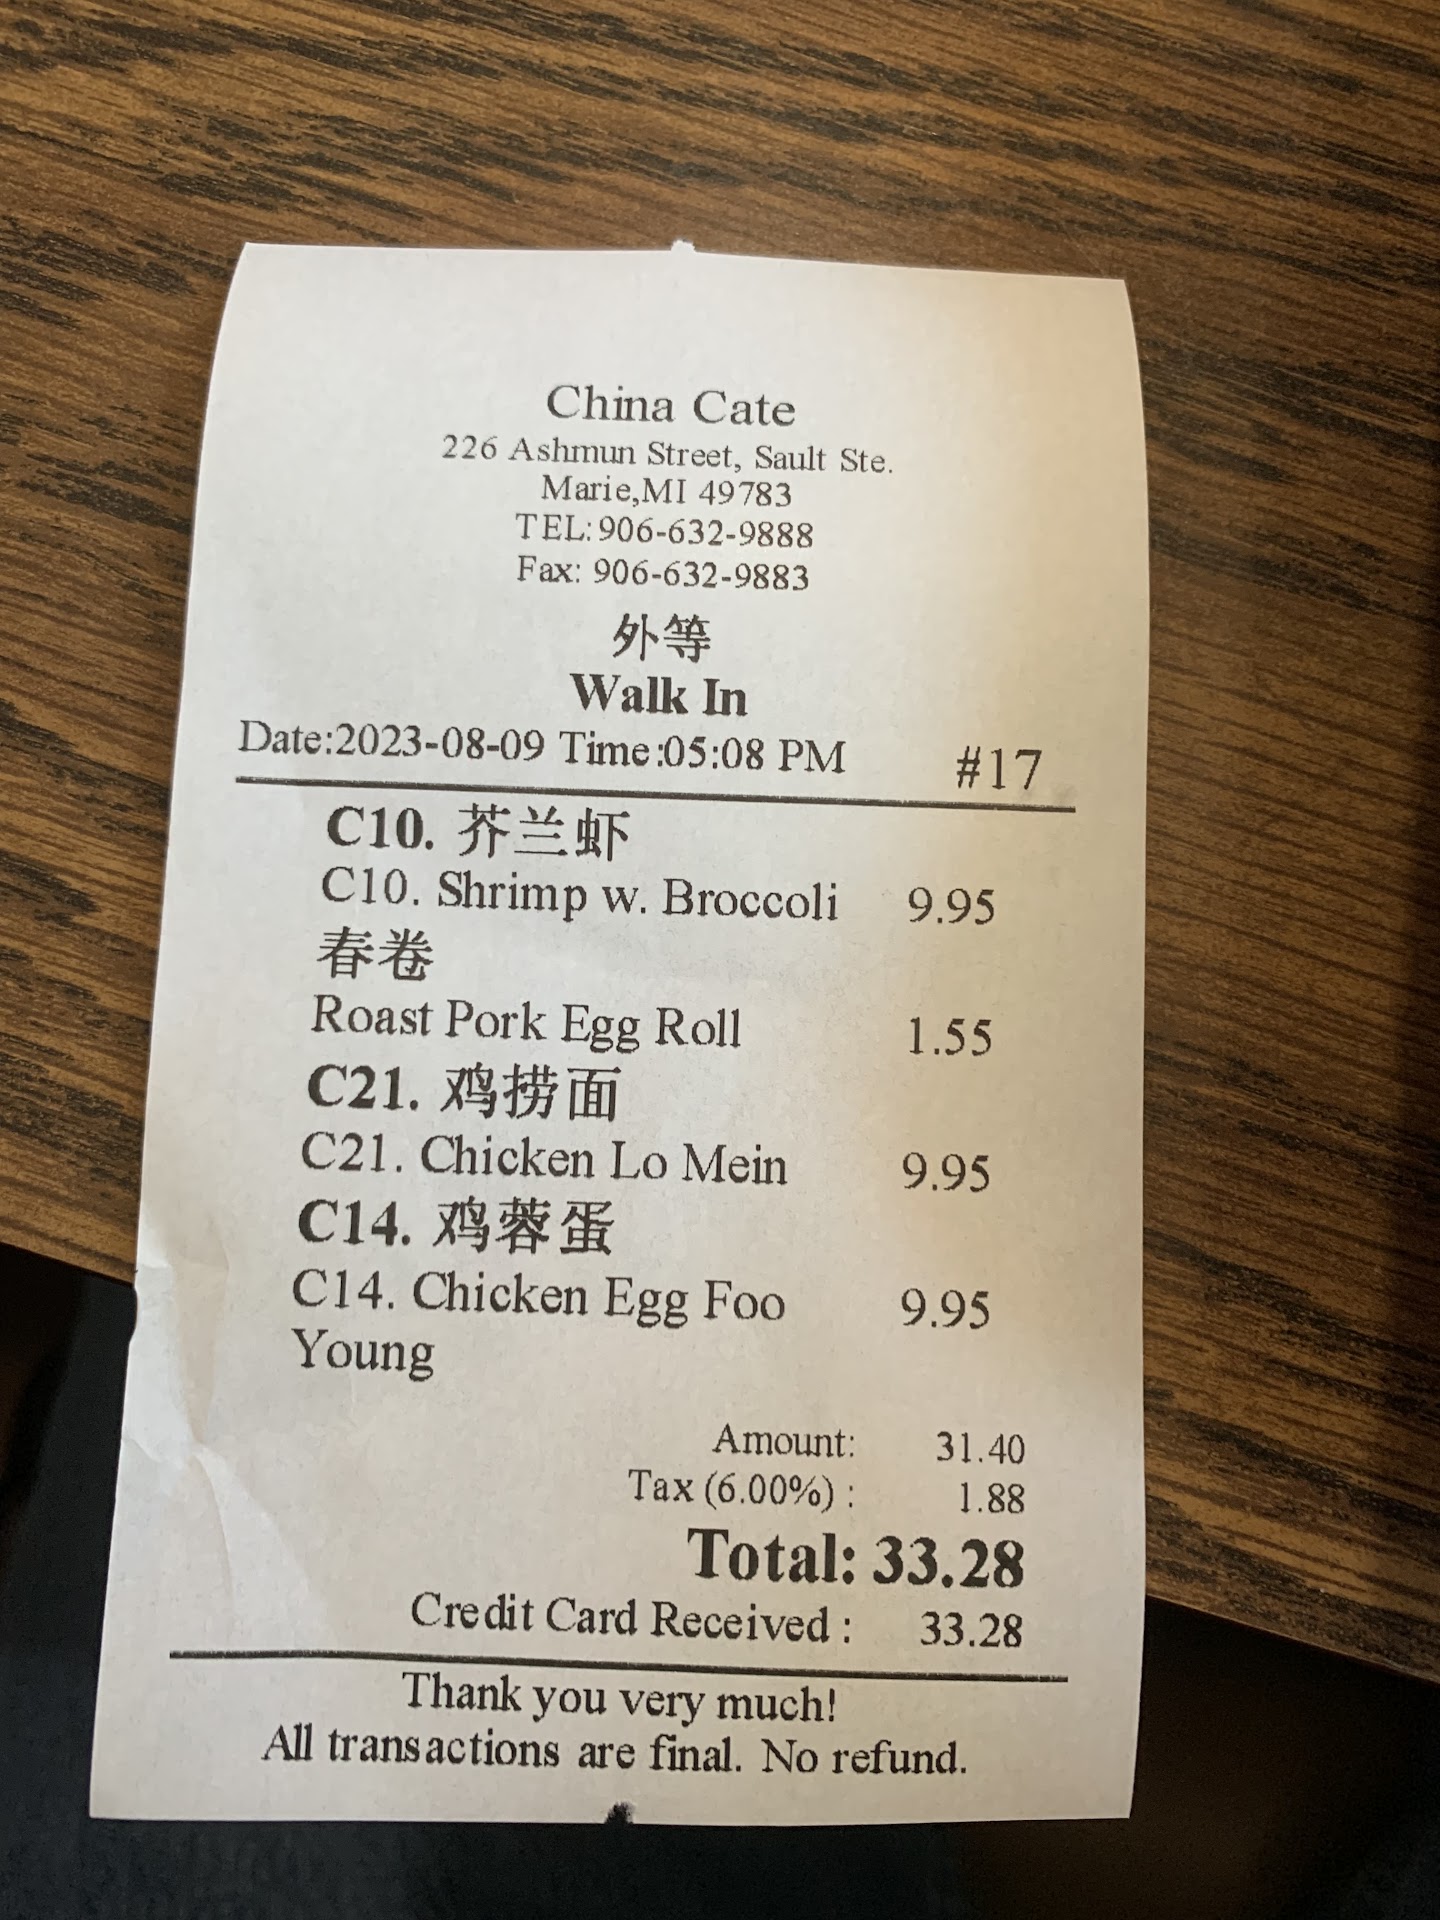 China Cate
226 Ashmun Street, Sault Ste.
Marie,MI 49783
TEL:906-632-9888
Fax: 906-632-9883
外等
Walk In
Date:2023-08-09 Time:05:08 PM #17
C10. 芥兰虾
C10. Shrimp w. Broccoli 9.95
春卷
Roast Pork Egg Roll 1.55
C21. 鸡捞面
C21. Chicken Lo Mein 9.95
C14. 鸡蓉蛋
C14. Chicken Egg Foo 9.95
Young
Amount: 31.40
Tax (6.00%) : 1.88
Total: 33.28
Credit Card Received : 33.28
Thank you very much!
All transactions are final. No refund.